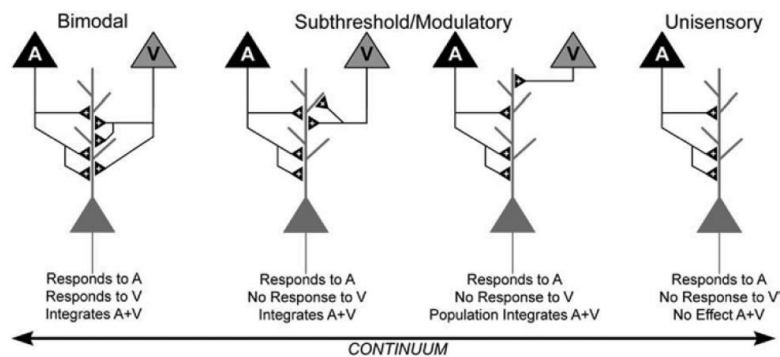 Bimodal
Subthreshold/Modulatory
Unisensory
A
V
A
V
A
V
A
Responds to A
Responds to V
Integrates A+V
Responds to A
No Response to V
Integrates A+V
Responds to A
No Response to V
Population Integrates A+V
Responds to A
No Response to V
No Effect A+V
CONTINUUM